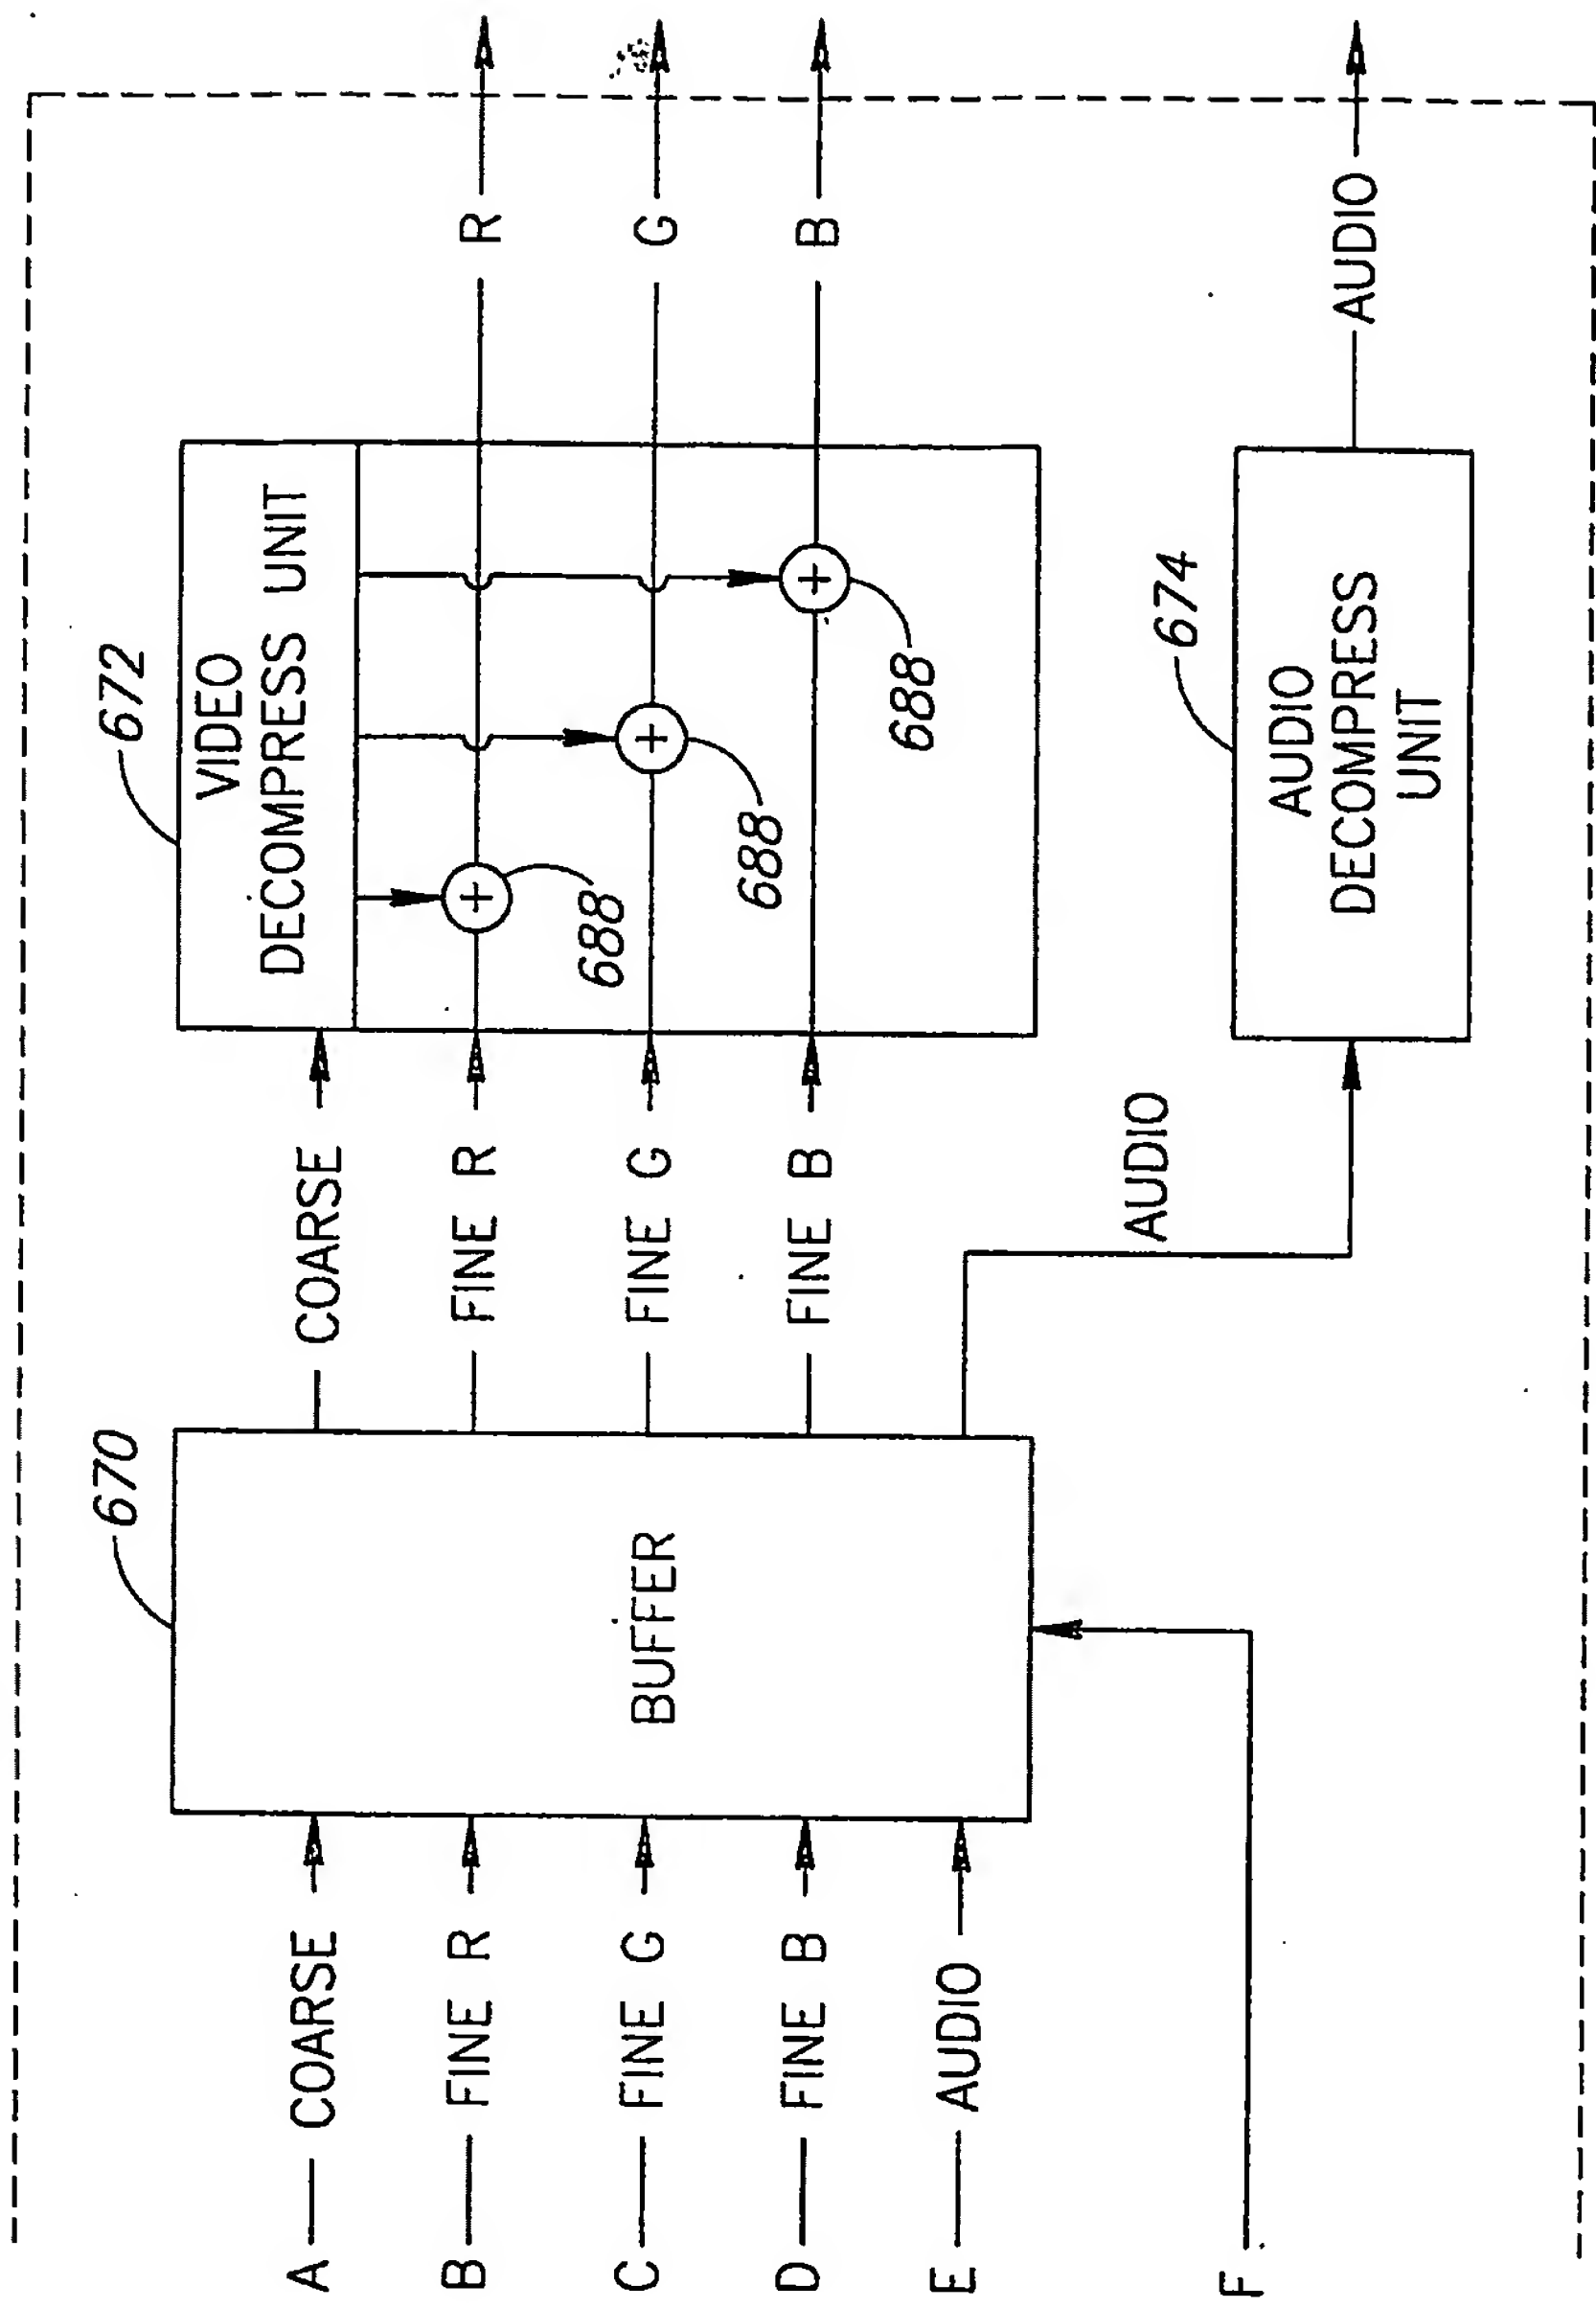 A — COARSE
B — FINE R
C — FINE G
D — FINE B
E — AUDIO
F
670
BUFFER
COARSE
FINE R
FINE G
FINE B
AUDIO
672
VIDEO
DECOMPRESS UNIT
688
688
688
674
AUDIO
DECOMPRESS
UNIT
R
G
B
AUDIO